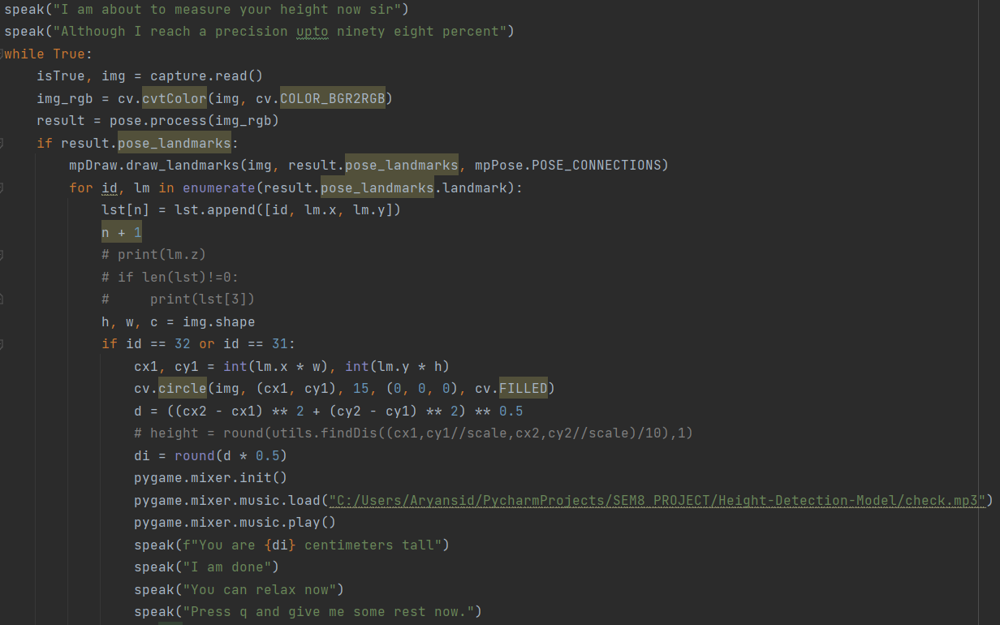 speak("I am about to measure your height now sir")
speak("Although I reach a precision upto ninety eight percent")
while True:
    isTrue, img = capture.read()
    img_rgb = cv.cvtColor(img, cv.COLOR_BGR2RGB)
    result = pose.process(img_rgb)
    if result.pose_landmarks:
        mpDraw.draw_landmarks(img, result.pose_landmarks, mpPose.POSE_CONNECTIONS)
        for id, lm in enumerate(result.pose_landmarks.landmark):
            lst[n] = lst.append([id, lm.x, lm.y])
            n + 1
            # print(lm.z)
            # if len(lst)!=0:
            #     print(lst[3])
            h, w, c = img.shape
            if id == 32 or id == 31:
                cx1, cy1 = int(lm.x * w), int(lm.y * h)
                cv.circle(img, (cx1, cy1), 15, (0, 0, 0), cv.FILLED)
                d = ((cx2 - cx1) ** 2 + (cy2 - cy1) ** 2) ** 0.5
                # height = round(utils.findDis((cx1,cy1//scale,cx2,cy2//scale)/10),1)
                di = round(d * 0.5)
                pygame.mixer.init()
                pygame.mixer.music.load("C:/Users/Aryansid/PycharmProjects/SEM8 PROJECT/Height-Detection-Model/check.mp3")
                pygame.mixer.music.play()
                speak(f"You are {di} centimeters tall")
                speak("I am done")
                speak("You can relax now")
                speak("Press q and give me some rest now.")